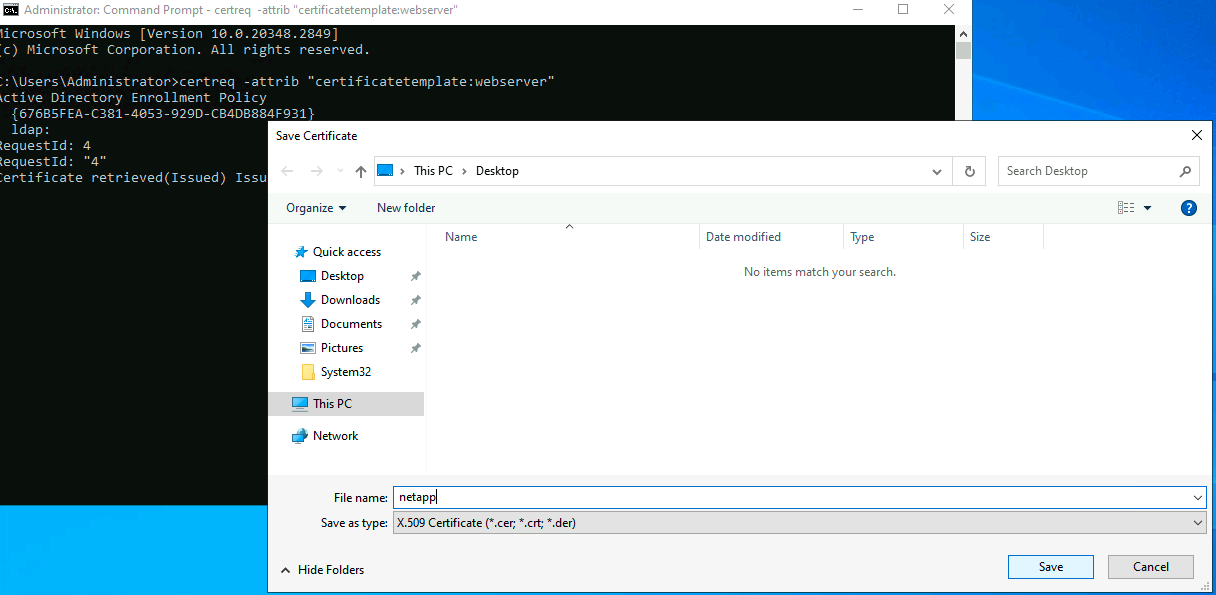 Administrator: Command Prompt - certreq -attrib "certificatetemplate:webserver"
Microsoft Windows [Version 10.0.20348.2849]
(c) Microsoft Corporation. All rights reserved.
C:\Users\Administrator>certreq -attrib "certificatetemplate:webserver"
Active Directory Enrollment Policy
{676B5FEA-C381-4053-929D-CB4DB884F931}
ldap:
RequestId: 4
RequestId: "4"
Certificate retrieved(Issued) Issu
Save Certificate
This PC > Desktop
Search Desktop
Organize
New folder
Name
Date modified
Type
Size
No items match your search.
Quick access
Desktop
Downloads
Documents
Pictures
System32
This PC
Network
File name: netapp
Save as type: X.509 Certificate (*.cer; *.crt; *.der)
Hide Folders
Save
Cancel